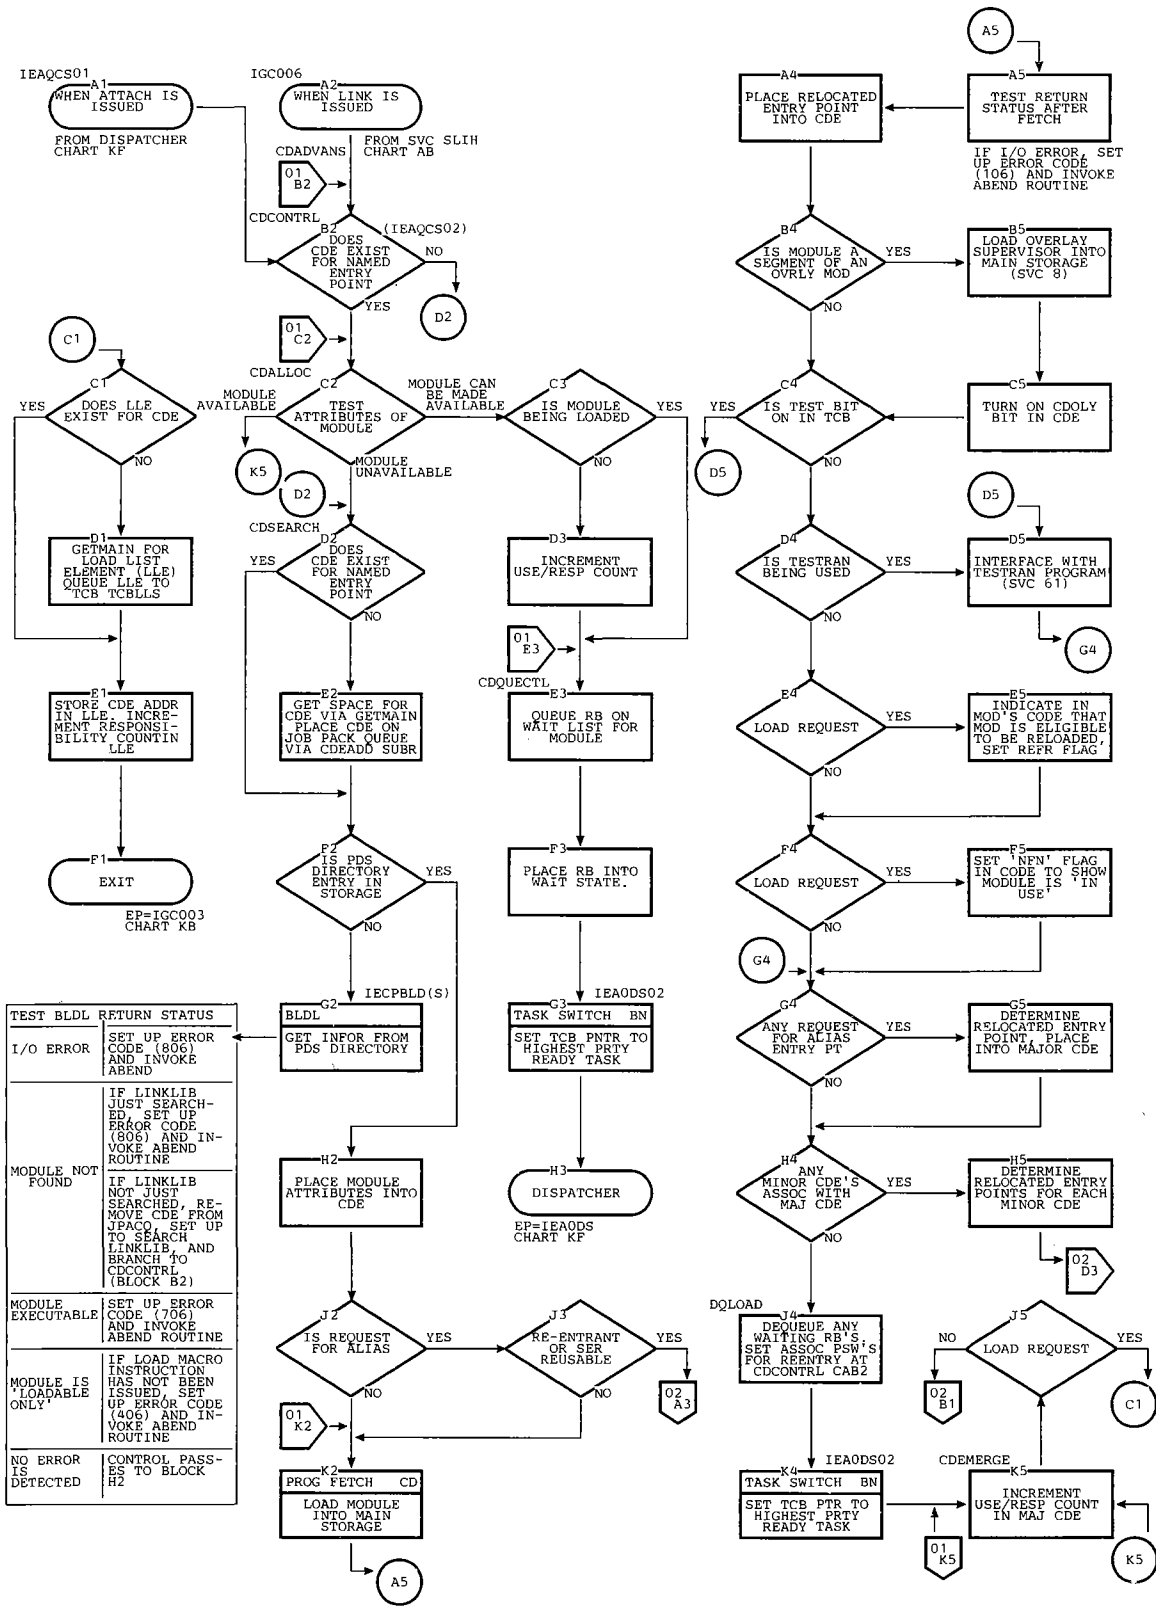 IEAQCS01
A1
WHEN ATTACH IS
ISSUED
FROM DISPATCHER
CHART KF
IGC006
A2
WHEN LINK IS
ISSUED
FROM SVC SLIH
CHART AB
CDADVANS
01
B2
CDCONTRL
B2
(IEAQCS02)
DOES
CDE EXIST
FOR NAMED
ENTRY
POINT
NO
D2
YES
01
C2
CDALLOC
C1
C1
DOES LLE
EXIST FOR CDE
YES
NO
MODULE
AVAILABLE
C2
TEST
ATTRIBUTES OF
MODULE
MODULE CAN
BE MADE
AVAILABLE
K5
MODULE
UNAVAILABLE
C3
IS MODULE
BEING LOADED
YES
NO
D2
CDSEARCH
D1
GETMAIN FOR
LOAD LIST
ELEMENT (LLE)
QUEUE LLE TO
TCB TCBLLS
YES
D2
DOES
CDE EXIST
FOR NAMED
ENTRY
POINT
NO
D3
INCREMENT
USE/RESP COUNT
01
E3
CDQUECTL
E1
STORE CDE ADDR
IN LLE. INCRE-
MENT RESPONSI-
BILITY COUNTIN
LLE
E2
GET SPACE FOR
CDE VIA GETMAIN
PLACE CDE ON
JOB PACK QUEUE
VIA CDEADD SUBR
E3
QUEUE RB ON
WAIT LIST FOR
MODULE
F1
EXIT
EP=IGC003
CHART KB
F2
IS PDS
DIRECTORY
ENTRY IN
STORAGE
YES
NO
F3
PLACE RB INTO
WAIT STATE.
IECPBLD(S)
G2
BLDL
GET INFOR FROM
PDS DIRECTORY
IEA0DS02
G3
TASK SWITCH BN
SET TCB PNTR TO
HIGHEST PRTY
READY TASK
TEST BLDL RETURN STATUS
I/O ERROR
SET UP ERROR
CODE (806)
AND INVOKE
ABEND
MODULE NOT
FOUND
IF LINKLIB
JUST SEARCH-
ED, SET UP
ERROR CODE
(806) AND IN-
VOKE ABEND
ROUTINE
IF LINKLIB
NOT JUST
SEARCHED, RE-
MOVE CDE FROM
JPACQ, SET UP
TO SEARCH
LINKLIB, AND
BRANCH TO
CDCONTRL
(BLOCK B2)
MODULE
EXECUTABLE
SET UP ERROR
CODE (706)
AND INVOKE
ABEND ROUTINE
MODULE IS
'LOADABLE
ONLY'
IF LOAD MACRO
INSTRUCTION
HAS NOT BEEN
ISSUED, SET
UP ERROR CODE
(406) AND IN-
VOKE ABEND
ROUTINE
NO ERROR
IS
DETECTED
CONTROL PASS-
ES TO BLOCK
H2
H2
PLACE MODULE
ATTRIBUTES INTO
CDE
H3
DISPATCHER
EP=IEA0DS
CHART KF
J2
IS REQUEST
FOR ALIAS
YES
NO
J3
RE-ENTRANT
OR SER
REUSABLE
YES
NO
02
A3
01
K2
K2
PROG FETCH CD
LOAD MODULE
INTO MAIN
STORAGE
A5
A5
A4
PLACE RELOCATED
ENTRY POINT
INTO CDE
A5
TEST RETURN
STATUS AFTER
FETCH
IF I/O ERROR, SET
UP ERROR CODE
(106) AND INVOKE
ABEND ROUTINE
B4
IS MODULE A
SEGMENT OF AN
OVRLY MOD
YES
NO
B5
LOAD OVERLAY
SUPERVISOR INTO
MAIN STORAGE
(SVC 8)
C4
IS TEST BIT
ON IN TCB
YES
NO
D5
C5
TURN ON CDOLY
BIT IN CDE
D5
D4
IS TESTRAN
BEING USED
YES
NO
D5
INTERFACE WITH
TESTRAN PROGRAM
(SVC 61)
G4
E4
LOAD REQUEST
YES
NO
E5
INDICATE IN
MOD'S CODE THAT
MOD IS ELIGIBLE
TO BE RELOADED,
SET REFR FLAG
F4
LOAD REQUEST
YES
NO
F5
SET 'NFN' FLAG
IN CODE TO SHOW
MODULE IS 'IN
USE'
G4
G4
ANY REQUEST
FOR ALIAS
ENTRY PT
YES
NO
G5
DETERMINE
RELOCATED ENTRY
POINT, PLACE
INTO MAJOR CDE
H4
ANY
MINOR CDE'S
ASSOC WITH
MAJ CDE
YES
NO
H5
DETERMINE
RELOCATED ENTRY
POINTS FOR EACH
MINOR CDE
02
D3
DQLOAD
J4
DEQUEUE ANY
WAITING RB'S.
SET ASSOC PSW'S
FOR REENTRY AT
CDCONTRL CAB2
J5
LOAD REQUEST
NO
YES
02
B1
C1
IEA0DS02
K4
TASK SWITCH BN
SET TCB PTR TO
HIGHEST PRTY
READY TASK
CDEMERGE
K5
INCREMENT
USE/RESP COUNT
IN MAJ CDE
01
K5
K5